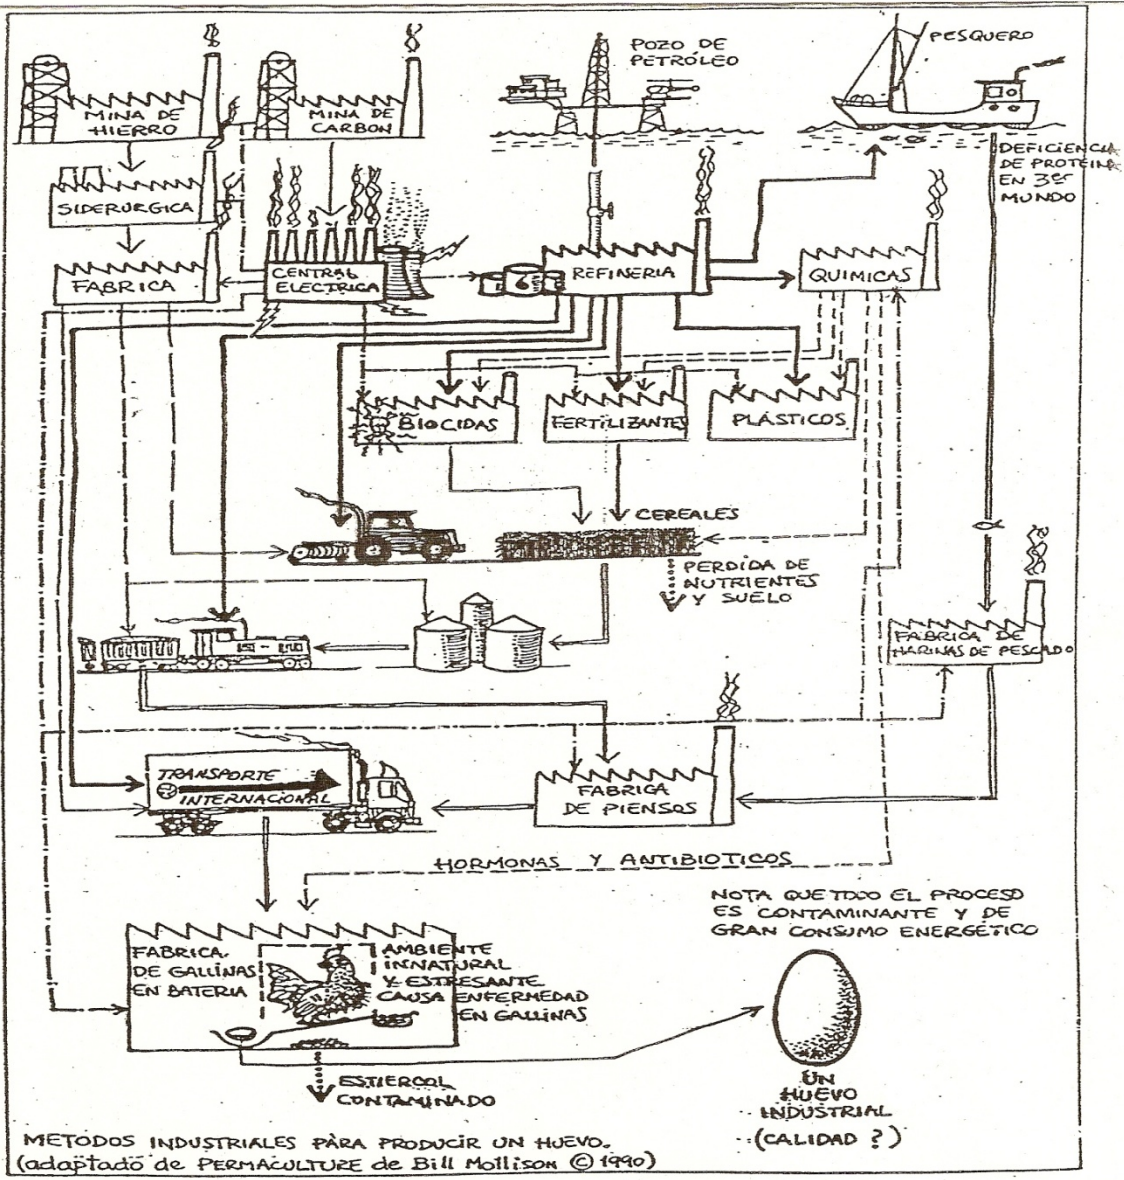 MINA DE
HIERRO
MINA DE
CARBON
POZO DE
PETRÓLEO
PESQUERO
DEFICIENCIA
DE PROTEINA
EN 3er
MUNDO
SIDERURGICA
FABRICA
CENTRAL
ELECTRICA
REFINERIA
QUIMICAS
BIOCIDAS
FERTILIZANTES
PLÁSTICOS
CEREALES
PERDIDA DE
NUTRIENTES
Y SUELO
FABRICA DE
HARINAS DE PESCADO
TRANSPORTE
INTERNACIONAL
FABRICA
DE PIENSOS
HORMONAS Y ANTIBIOTICOS
NOTA QUE TODO EL PROCESO
ES CONTAMINANTE Y DE
GRAN CONSUMO ENERGÉTICO
FABRICA
DE GALLINAS
EN BATERIA
AMBIENTE
INNATURAL
Y ESTRESANTE
CAUSA ENFERMEDAD
EN GALLINAS
ESTIERCOL
CONTAMINADO
UN
HUEVO
INDUSTRIAL
(CALIDAD ?)
METODOS INDUSTRIALES PARA PRODUCIR UN HUEVO.
(adaptado de PERMACULTURE de Bill Mollison © 1990)